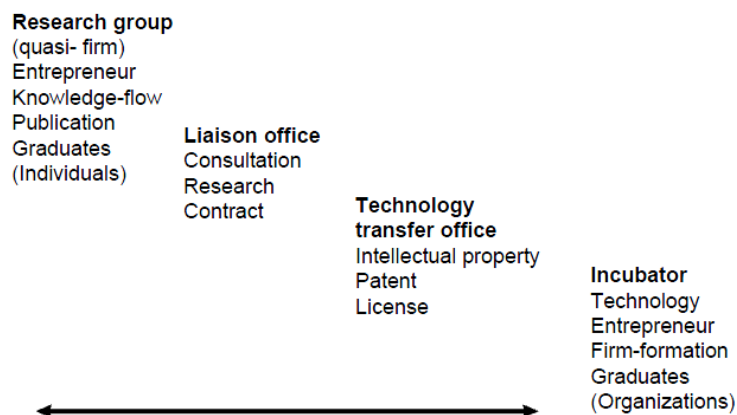 Research group
(quasi- firm)
Entrepreneur
Knowledge-flow
Publication
Graduates
(Individuals)
Liaison office
Consultation
Research
Contract
Technology
transfer office
Intellectual property
Patent
License
Incubator
Technology
Entrepreneur
Firm-formation
Graduates
(Organizations)